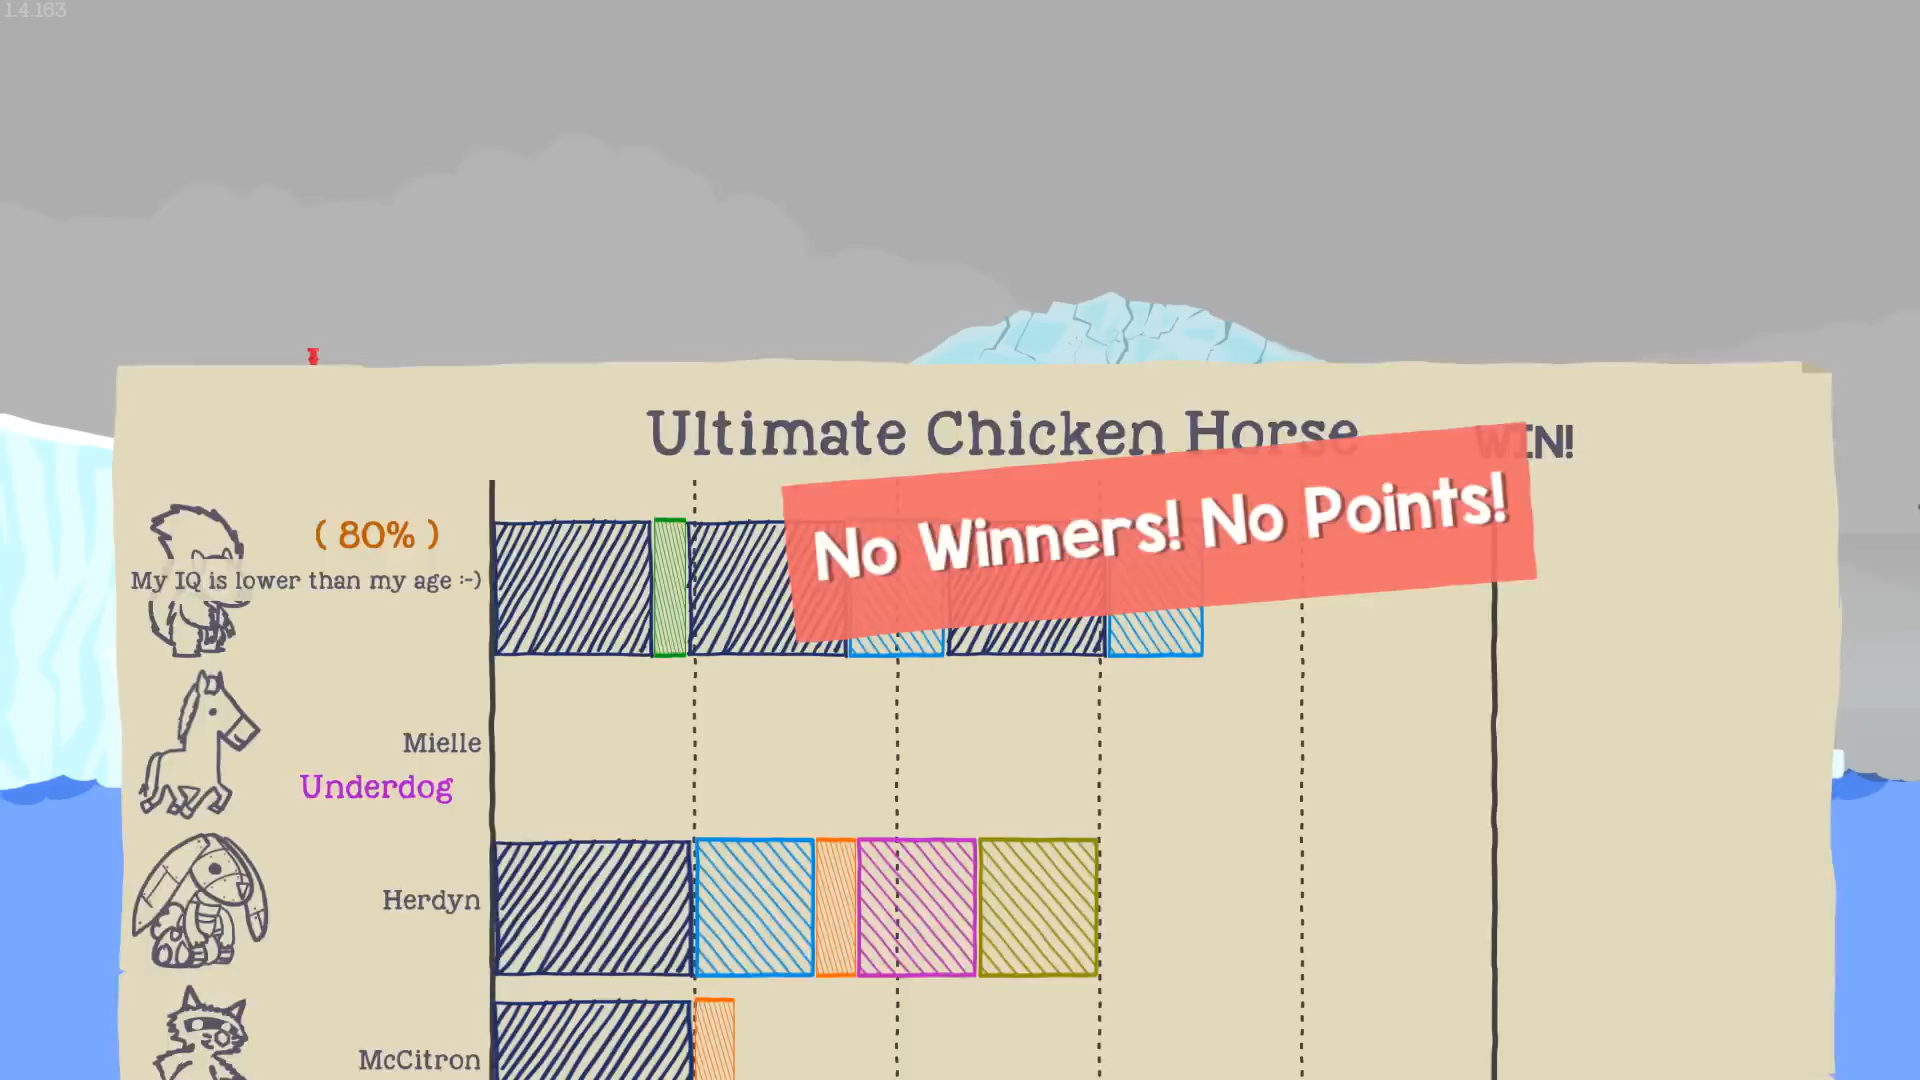 1.4.163
Ultimate Chicken Horse
WIN!
No Winners! No Points!
( 80% )
My IQ is lower than my age :-)
Mielle
Underdog
Herdyn
McCitron